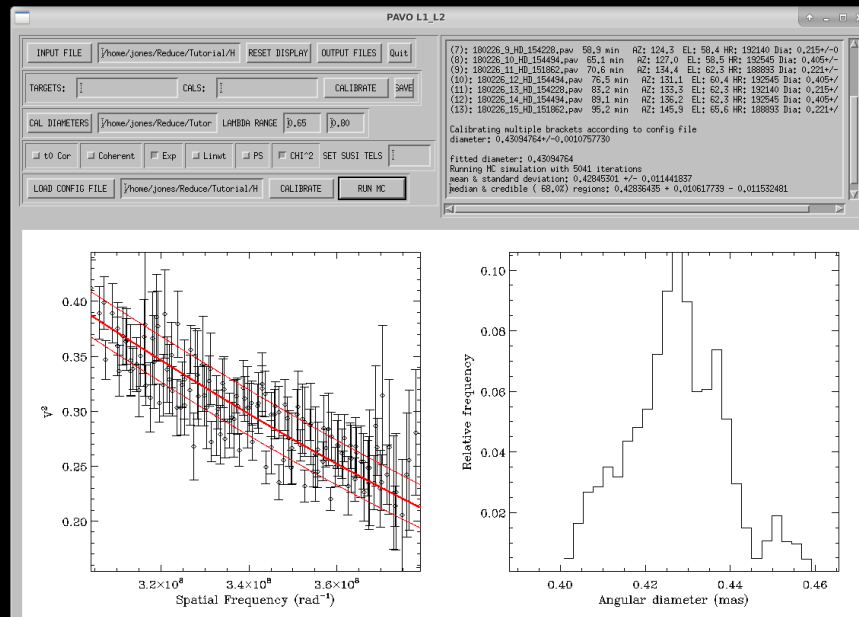 PAVO L1_L2
INPUT FILE /home/jones/Reduce/Tutorial/H RESET DISPLAY OUTPUT FILES Quit
TARGETS: CALS: CALIBRATE SAVE
CAL DIAMETERS /home/jones/Reduce/Tutor LAMBDA RANGE 0.65 0.80
t0 Cor Coherent Exp Linwt PS CHI^2 SET SUSI TELS
LOAD CONFIG FILE /home/jones/Reduce/Tutorial/H CALIBRATE RUN MC
(7): 180226_9_HD_154228.pav 58.9 min AZ: 124.3 EL: 58.4 HR: 192140 Dia: 0.215+/-0
(8): 180226_10_HD_154494.pav 65.1 min AZ: 127.0 EL: 58.5 HR: 192545 Dia: 0.405+/-
(9): 180226_11_HD_151862.pav 70.6 min AZ: 134.4 EL: 62.3 HR: 188893 Dia: 0.221+/-
(10): 180226_12_HD_154494.pav 76.5 min AZ: 131.1 EL: 60.4 HR: 192545 Dia: 0.405+/
(11): 180226_13_HD_154228.pav 83.2 min AZ: 133.3 EL: 62.3 HR: 192140 Dia: 0.215+/
(12): 180226_14_HD_154494.pav 89.1 min AZ: 136.2 EL: 62.3 HR: 192545 Dia: 0.405+/
(13): 180226_15_HD_151862.pav 95.2 min AZ: 145.9 EL: 65.6 HR: 188893 Dia: 0.221+/
Calibrating multiple brackets according to config file
diameter: 0.43094764+/-0.0010757730
fitted diameter: 0.43094764
Running MC simulation with 5041 iterations
mean & standard deviation: 0.42845301 +/- 0.011441837
median & credible ( 68.0%) regions: 0.42836435 + 0.010617739 - 0.011532481
V²
0.40
0.35
0.30
0.25
0.20
3.2×10⁸ 3.4×10⁸ 3.6×10⁸
Spatial Frequency (rad⁻¹)
Relative frequency
0.10
0.08
0.06
0.04
0.02
0.40 0.42 0.44 0.46
Angular diameter (mas)